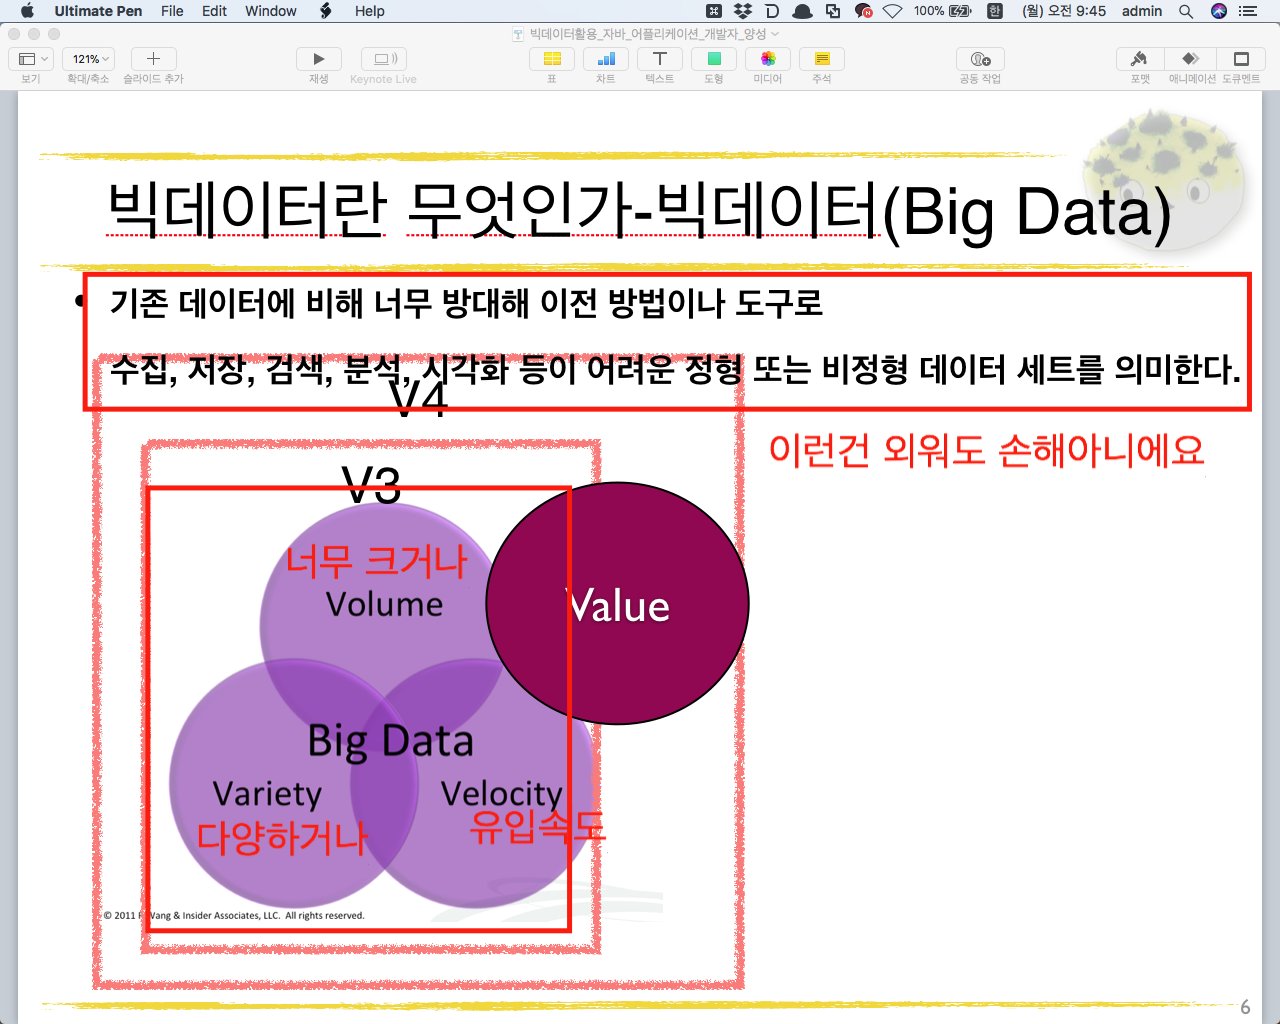 Ultimate Pen File Edit Window Help 100% 한 (월) 오전 9:45 admin
빅데이터활용_자바_어플리케이션_개발자_양성
121%
보기 확대/축소 슬라이드 추가 재생 Keynote Live 표 차트 텍스트 도형 미디어 주석 공동 작업 포맷 애니메이션 도큐멘트
빅데이터란 무엇인가-빅데이터(Big Data)
• 기존 데이터에 비해 너무 방대해 이전 방법이나 도구로
수집, 저장, 검색, 분석, 시각화 등이 어려운 정형 또는 비정형 데이터 세트를 의미한다.
V4
이런건 외워도 손해아니에요
V3
너무 크거나
Volume
Value
Big Data
Variety
Velocity
다양하거나
유입속도
© 2011 Wang & Insider Associates, LLC. All rights reserved.
6